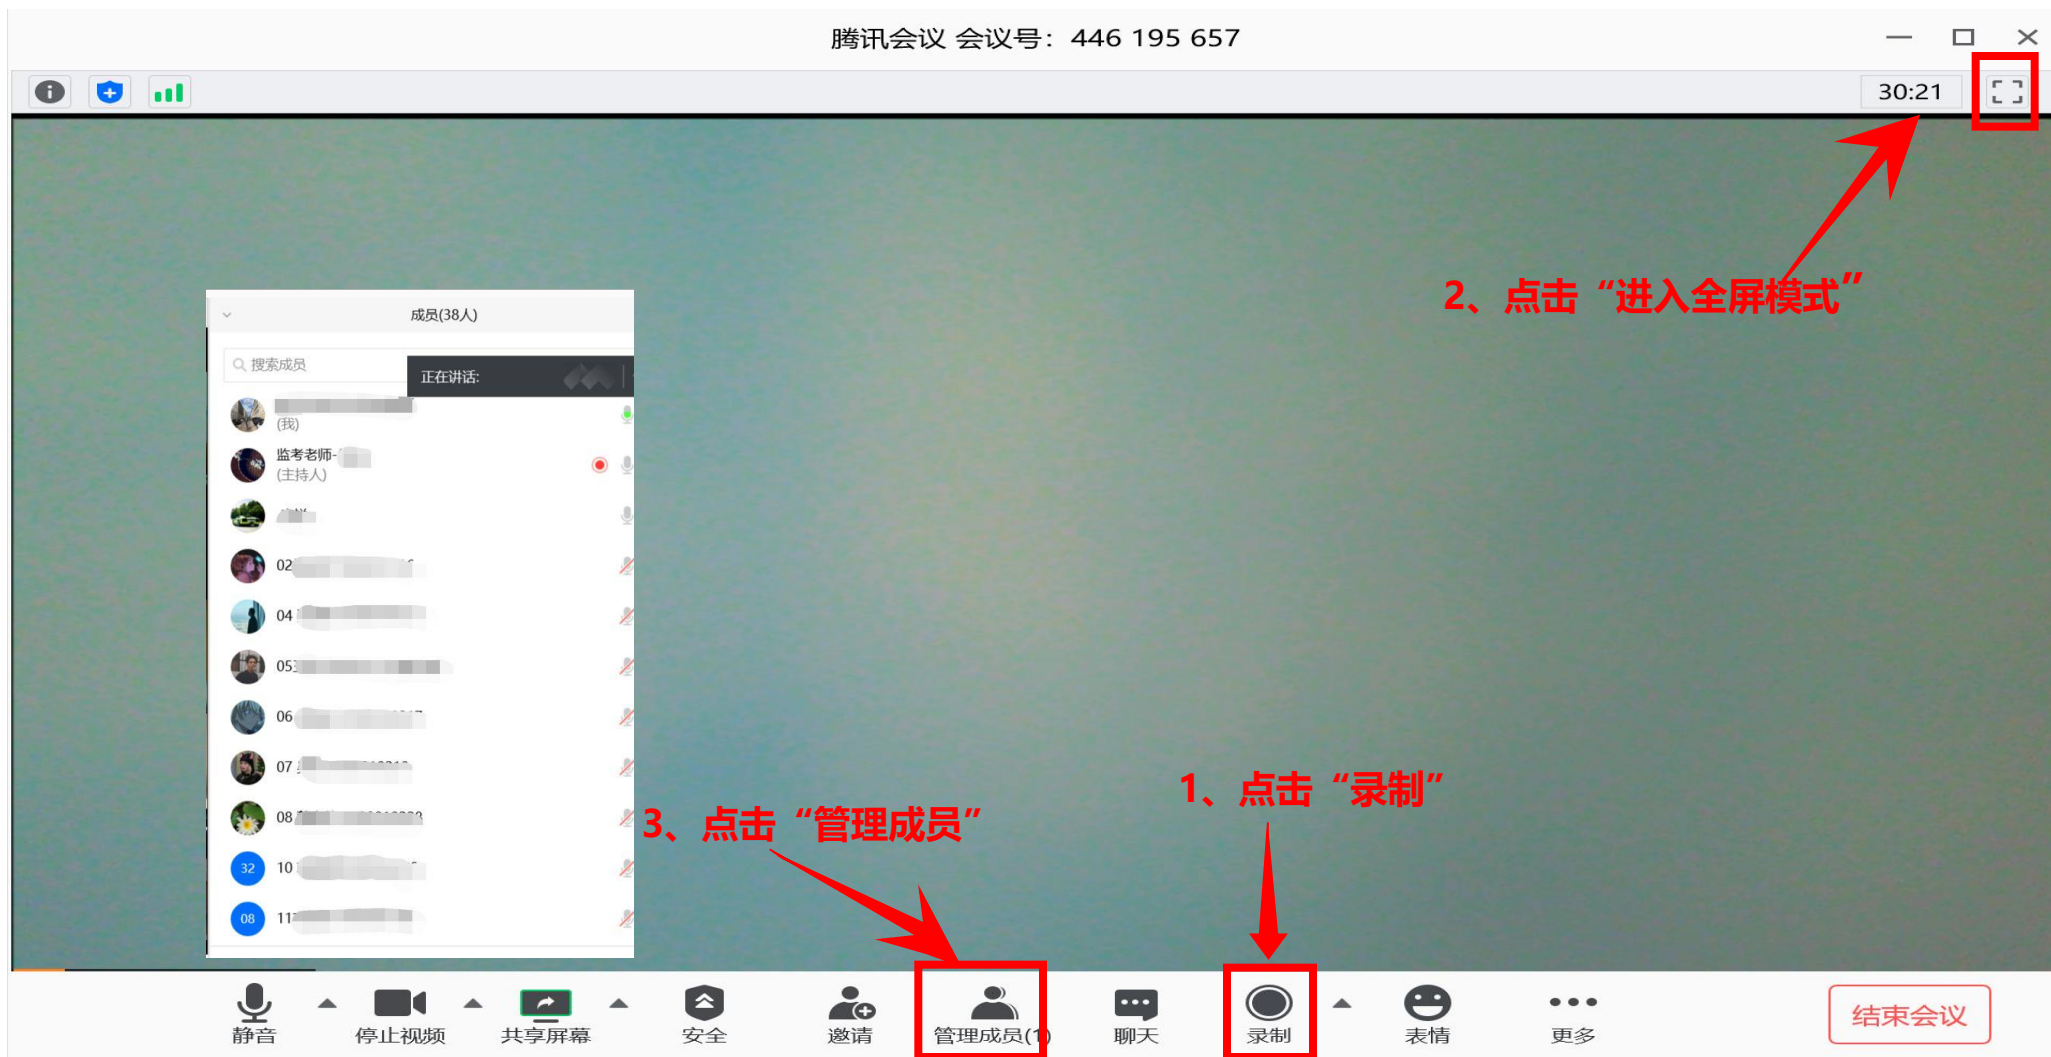 腾讯会议 会议号：446 195 657
30:21
2、点击“进入全屏模式”
成员(38人)
搜索成员
正在讲话:
(我)
监考老师-
(主持人)
02
04
05
06
07
08
32 10
08 11
1、点击“录制”
3、点击“管理成员”
静音 停止视频 共享屏幕 安全 邀请 管理成员(1) 聊天 录制 表情 更多 结束会议